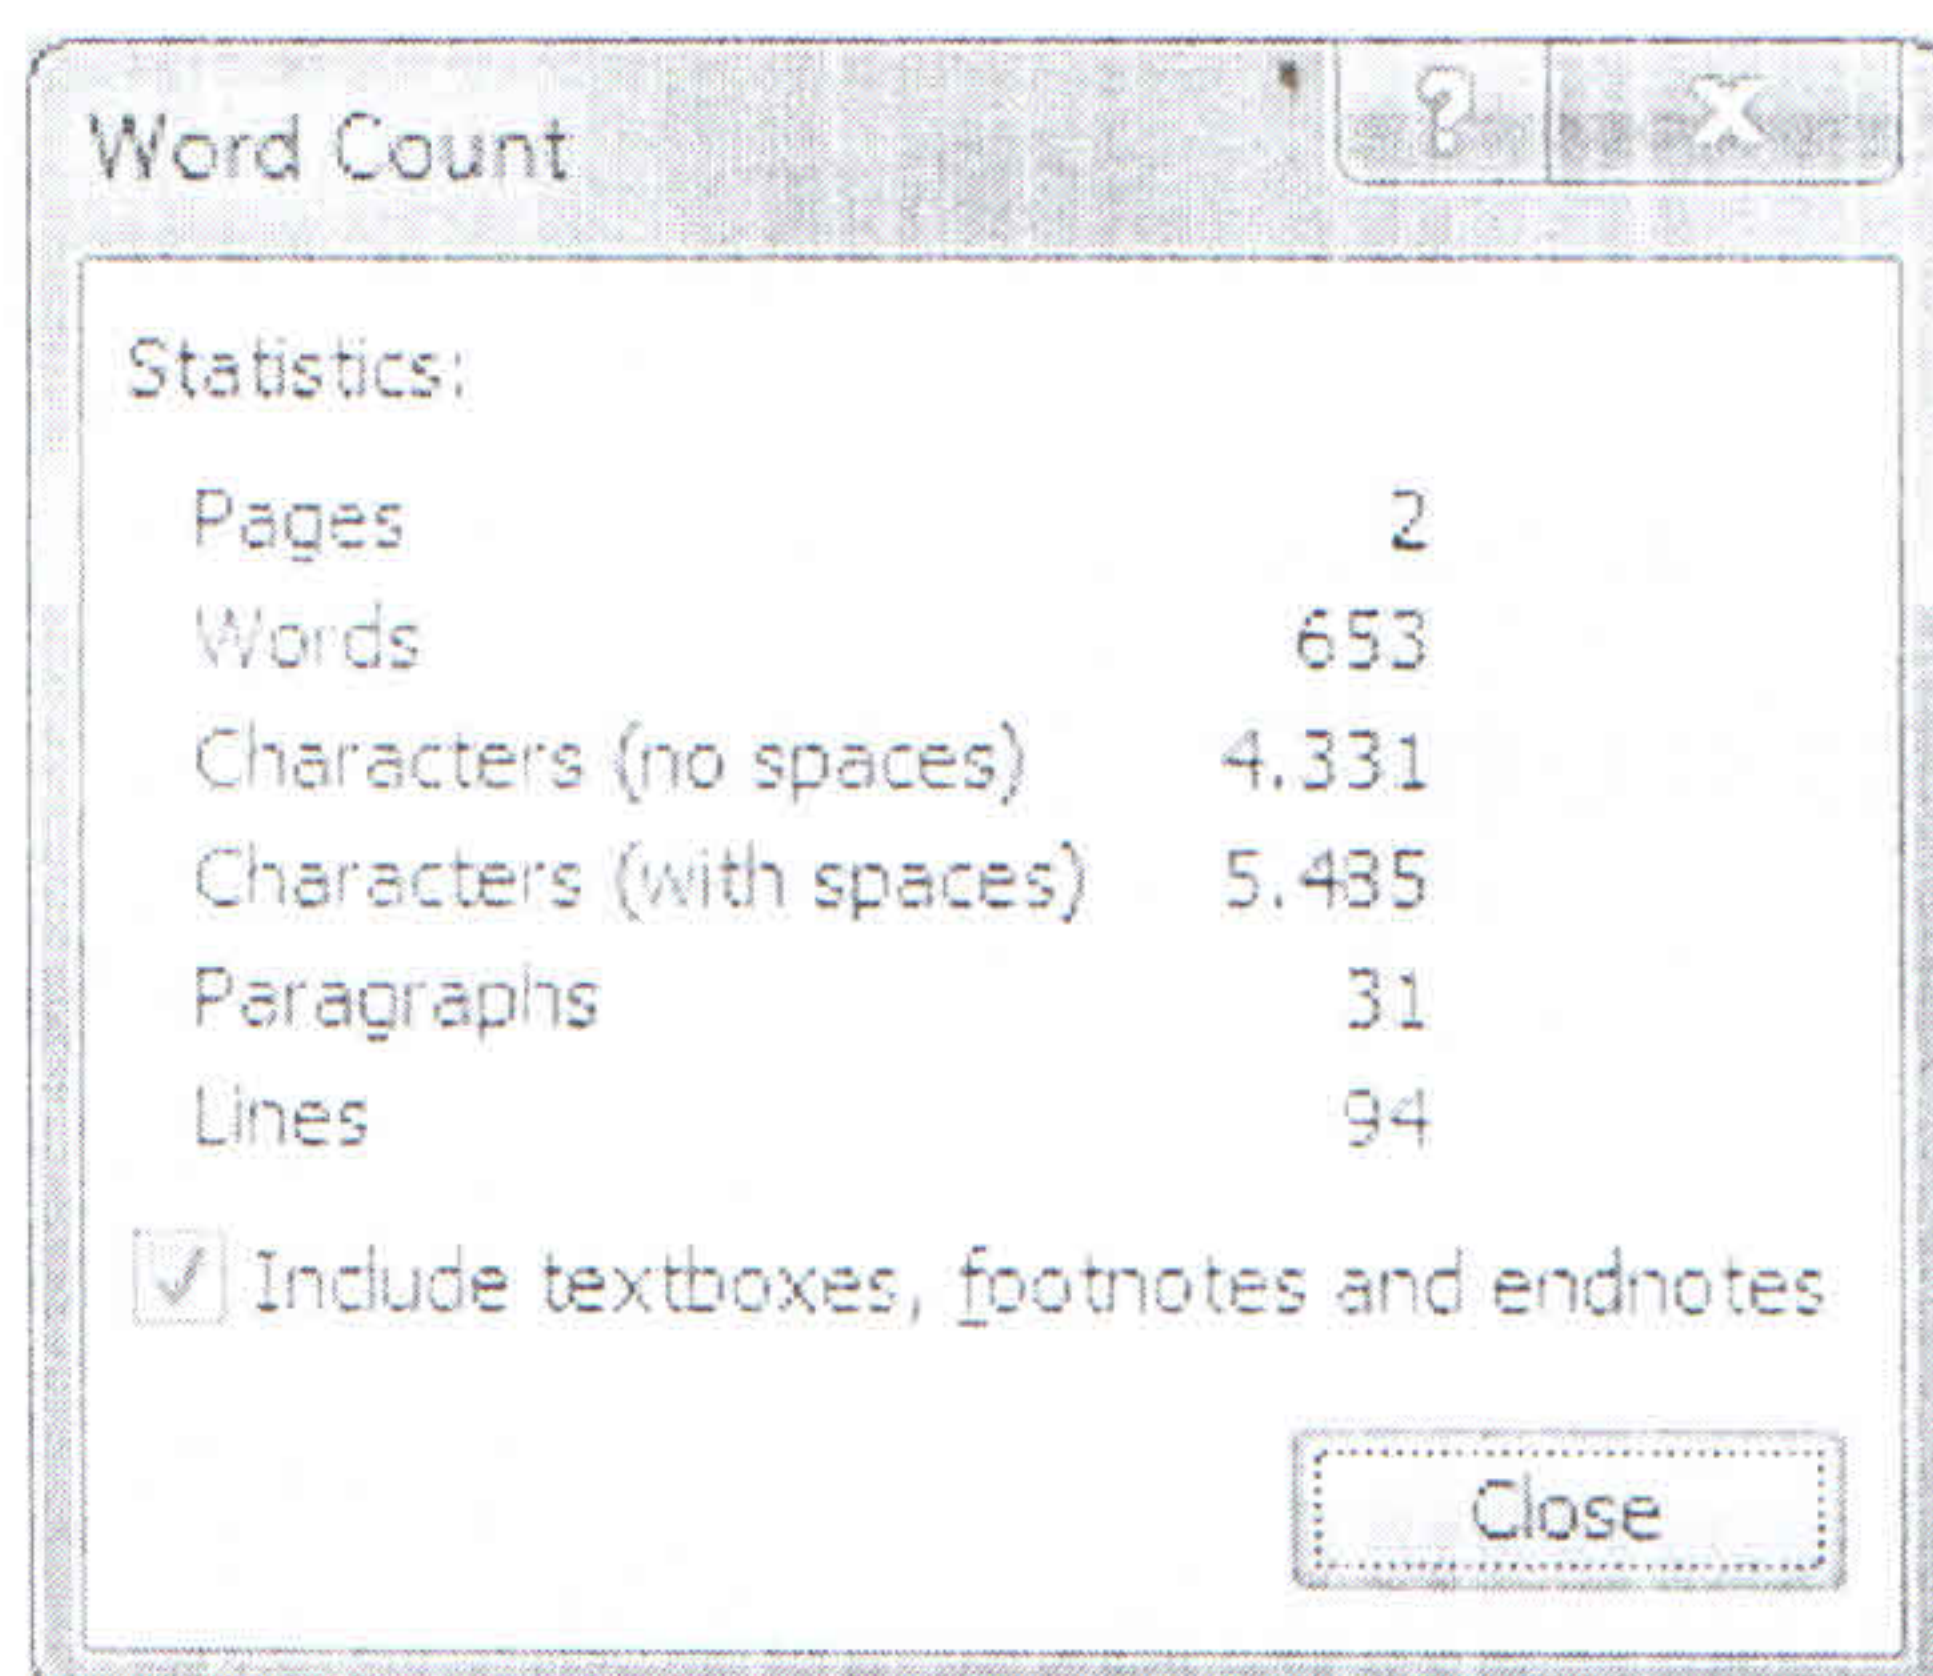 Word Count
Statistics:
Pages 2
Words 653
Characters (no spaces) 4.331
Characters (with spaces) 5.435
Paragraphs 31
Lines 94
Include textboxes, footnotes and endnotes
Close